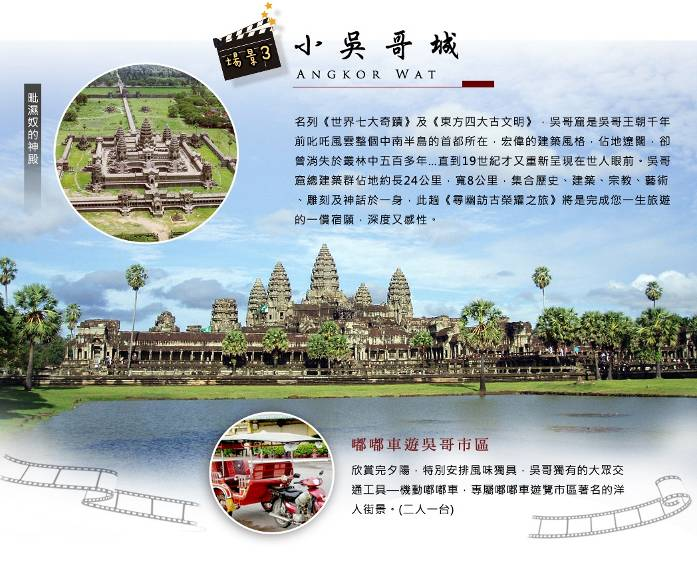 場景3
小吳哥城
ANGKOR WAT
毗濕奴的神殿
名列《世界七大奇蹟》及《東方四大古文明》，吳哥窟是吳哥王朝千年
前叱吒風雲整個中南半島的首都所在，宏偉的建築風格，佔地遼闊，卻
曾消失於叢林中五百多年...直到19世紀才又重新呈現在世人眼前。吳哥
窟總建築群佔地約長24公里，寬8公里，集合歷史、建築、宗教、藝術
、雕刻及神話於一身，此趟《尋幽訪古榮耀之旅》將是完成您一生旅遊
的一償宿願，深度又感性。
嘟嘟車遊吳哥市區
欣賞完夕陽，特別安排風味獨具，吳哥獨有的大眾交
通工具—機動嘟嘟車，專屬嘟嘟車遊覽市區著名的洋
人街景。(二人一台)